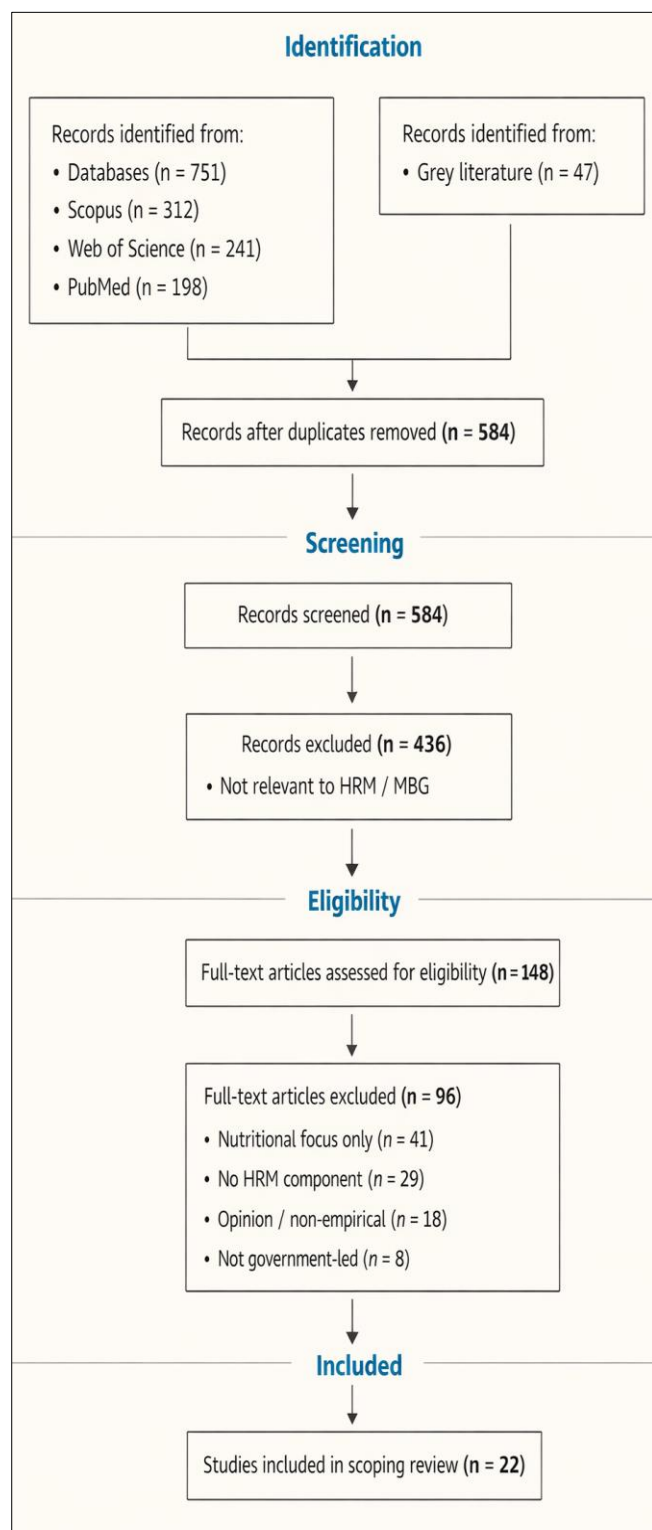 Identification
Records identified from:
• Databases (n = 751)
• Scopus (n = 312)
• Web of Science (n = 241)
• PubMed (n = 198)
Records identified from:
• Grey literature (n = 47)
Records after duplicates removed (n = 584)
Screening
Records screened (n = 584)
Records excluded (n = 436)
• Not relevant to HRM / MBG
Eligibility
Full-text articles assessed for eligibility (n = 148)
Full-text articles excluded (n = 96)
• Nutritional focus only (n = 41)
• No HRM component (n = 29)
• Opinion / non-empirical (n = 18)
• Not government-led (n = 8)
Included
Studies included in scoping review (n = 22)